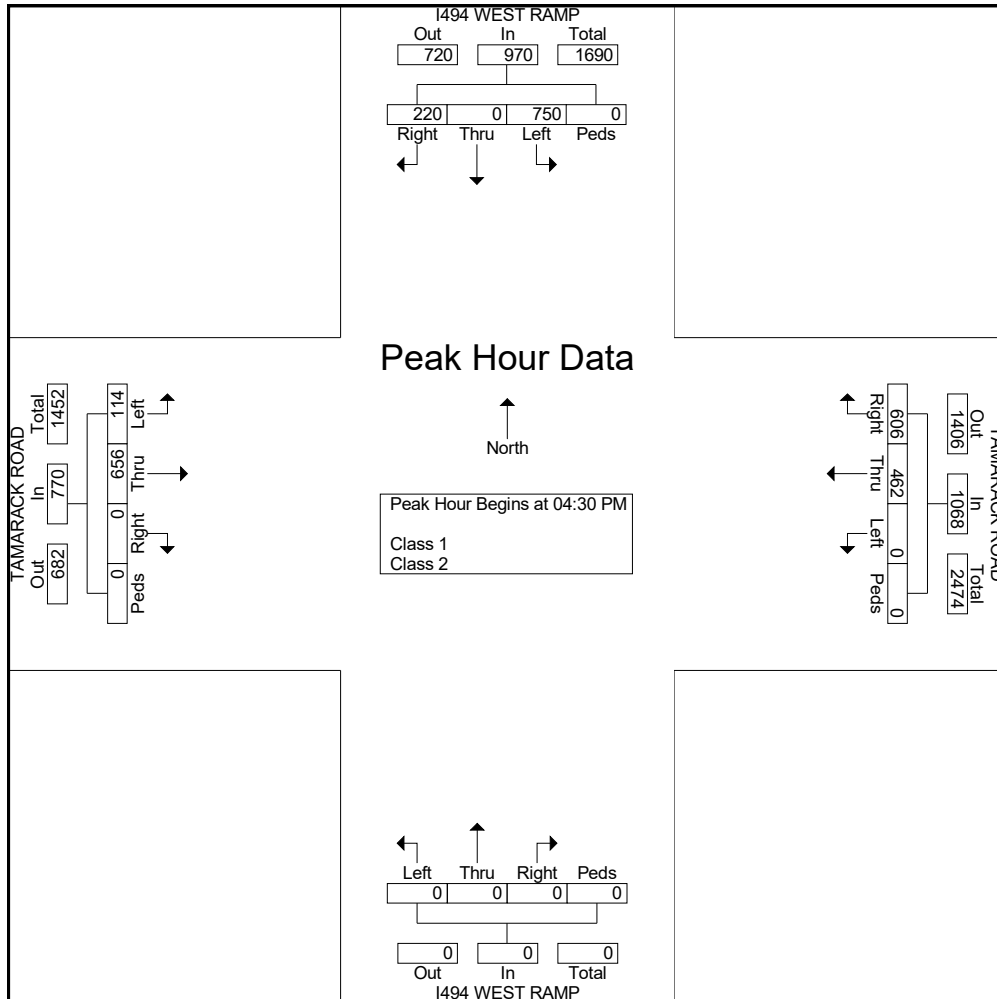 I494 WEST RAMP
Out In Total
720 970 1690
220 0 750 0
Right Thru Left Peds
Peak Hour Data
North
Peak Hour Begins at 04:30 PM
Class 1
Class 2
TAMARACK ROAD
Total In Out
1452 770 682
114 656 0 0
Left Thru Right Peds
TAMARACK ROAD
Out In Total
1406 1068 2474
606 462 0 0
Right Thru Left Peds
Left Thru Right Peds
0 0 0 0
0 0 0
Out In Total
I494 WEST RAMP